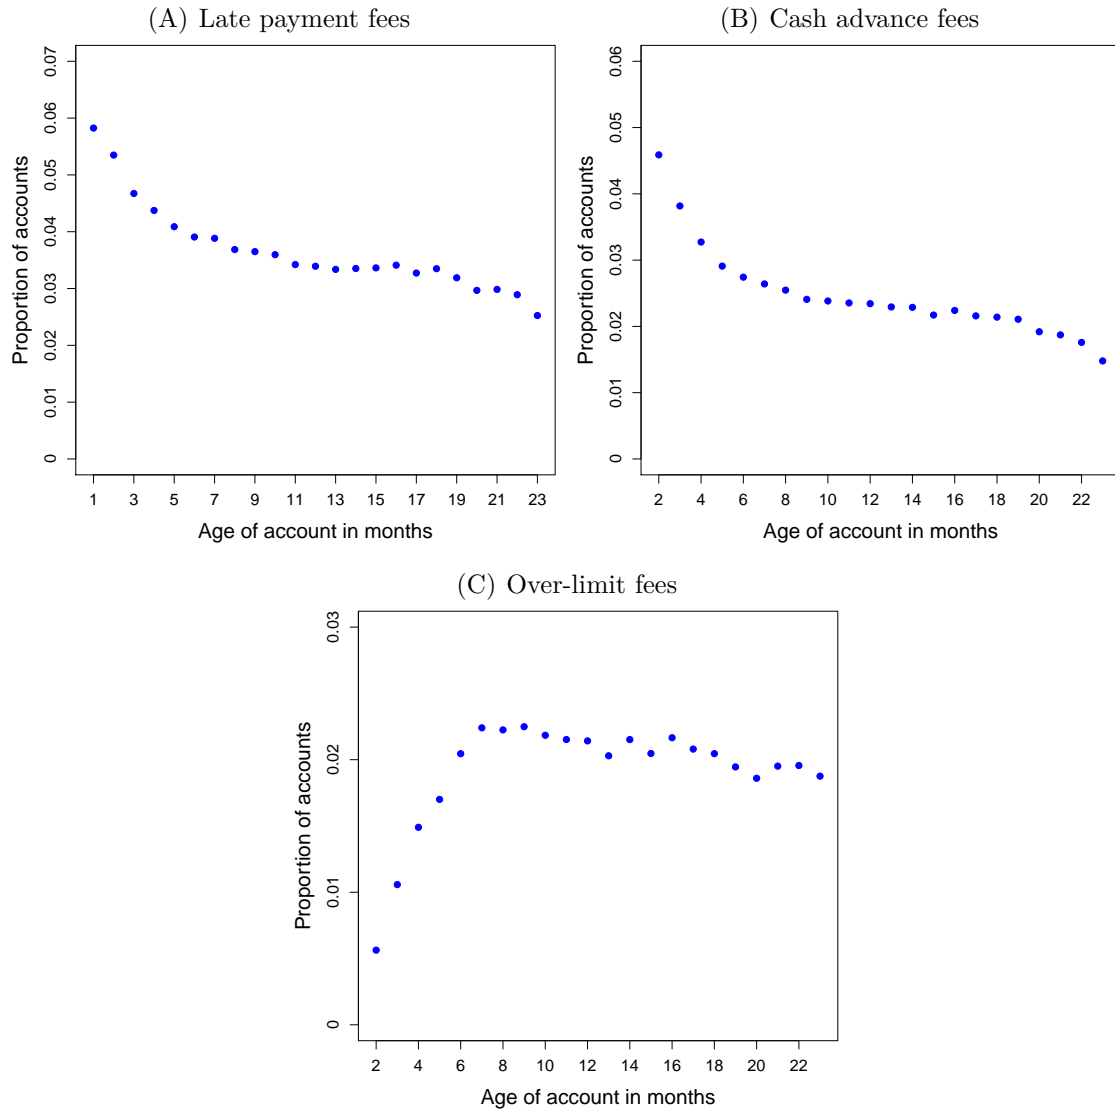 (A) Late payment fees
Proportion of accounts
0.07
0.06
0.05
0.04
0.03
0.02
0.01
0
1 3 5 7 9 11 13 15 17 19 21 23
Age of account in months
(B) Cash advance fees
Proportion of accounts
0.06
0.05
0.04
0.03
0.02
0.01
0
2 4 6 8 10 12 14 16 18 20 22
Age of account in months
(C) Over-limit fees
Proportion of accounts
0.03
0.02
0.01
0
2 4 6 8 10 12 14 16 18 20 22
Age of account in months